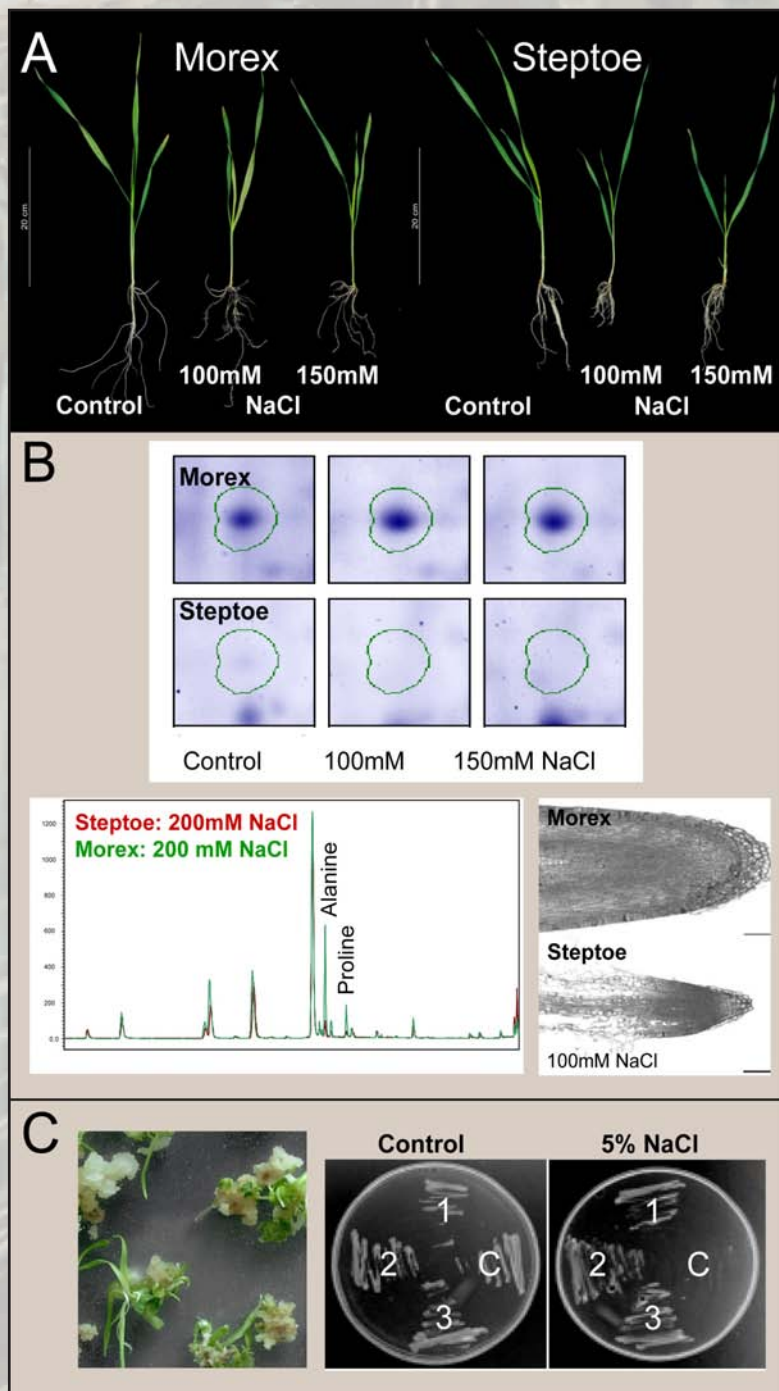 A
Morex
Steptoe
20 cm
20 cm
100mM 150mM
Control NaCl
100mM 150mM
Control NaCl
B
Morex
Steptoe
Control 100mM 150mM NaCl
Steptoe: 200mM NaCl
Morex: 200 mM NaCl
Alanine
Proline
1200
1000
800
600
400
200
0.0
Morex
Steptoe
100mM NaCl
C
Control 5% NaCl
1
2 C
3
1
2 C
3